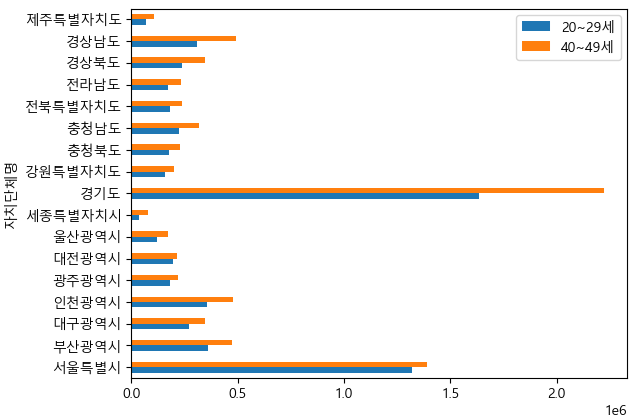 20~29세
40~49세
제주특별자치도
경상남도
경상북도
전라남도
전북특별자치도
충청남도
충청북도
강원특별자치도
경기도
세종특별자치시
울산광역시
대전광역시
광주광역시
인천광역시
대구광역시
부산광역시
서울특별시
자치단체명
0.0 0.5 1.0 1.5 2.0
1e6